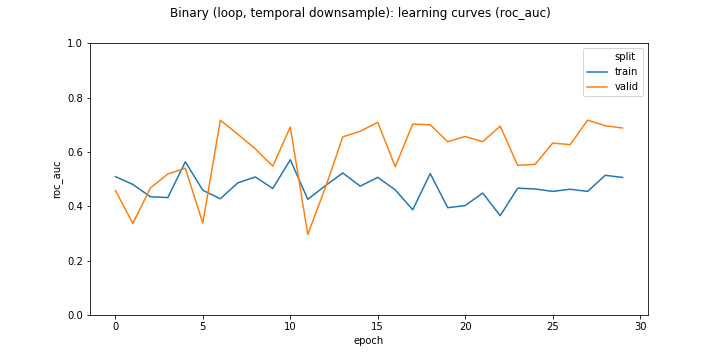 Binary (loop, temporal downsample): learning curves (roc_auc)
1.0
0.8
0.6
0.4
0.2
0.0
roc_auc
0 5 10 15 20 25 30
epoch
split
train
valid